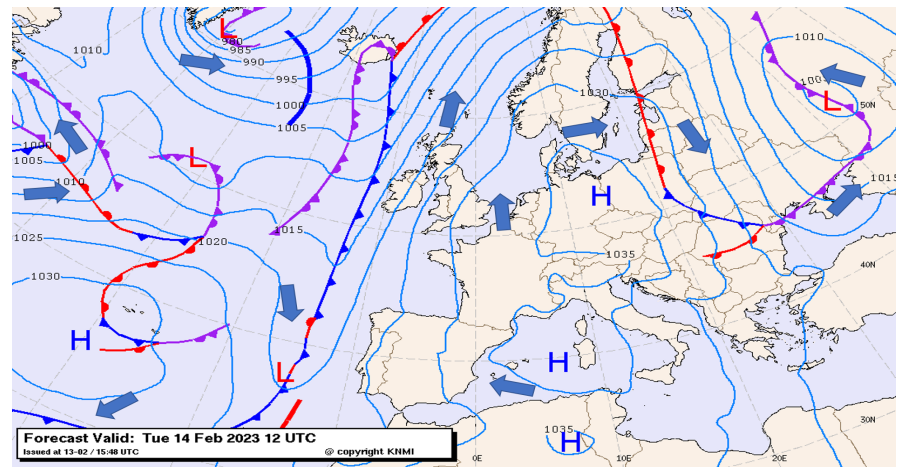 L
980
985
990
995
1000
1005
1010
1010
100
50N
L
1030
1000
1005
1010
L
H
1015
1015
1020
1025
1035
1030
40N
H
H
L
30N
1035
H
0E
10E
20E
Forecast Valid: Tue 14 Feb 2023 12 UTC
Issued at 13-02 / 15:48 UTC @ copyright KNMI